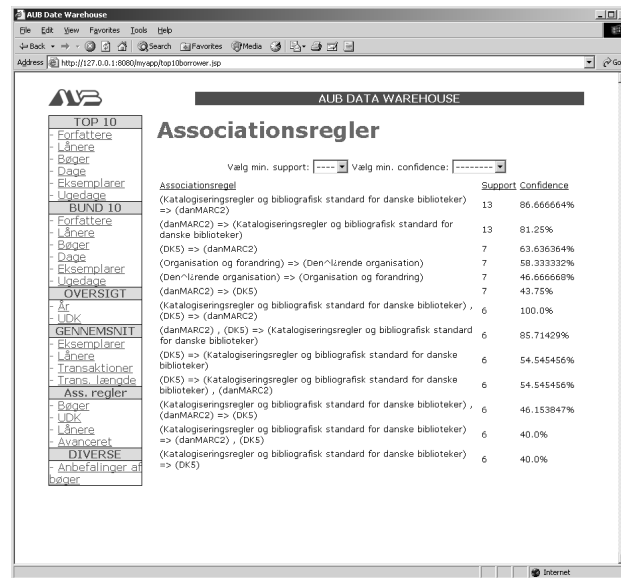 AUB Date Warehouse
File Edit View Favorites Tools Help
Back Search Favorites Media
Address http://127.0.0.1:8080/myapp/top10borrower.jsp Go
AUB
AUB DATA WAREHOUSE
TOP 10
- Forfattere
- Lånere
- Bøger
- Dage
- Eksemplarer
- Ugedage
BUND 10
- Forfattere
- Lånere
- Bøger
- Dage
- Eksemplarer
- Ugedage
OVERSIGT
- År
- UDK
GENNEMSNIT
- Eksemplarer
- Lånere
- Transaktioner
- Trans. længde
Ass. regler
- Bøger
- UDK
- Lånere
- Avanceret
DIVERSE
- Anbefalinger af
bøger
Associationsregler
Vælg min. support: ---- Vælg min. confidence: --------
Associationsregel Support Confidence
(Katalogiseringsregler og bibliografisk standard for danske biblioteker)
=> (danMARC2) 13 86.666664%
(danMARC2) => (Katalogiseringsregler og bibliografisk standard for
danske biblioteker) 13 81.25%
(DK5) => (danMARC2) 7 63.636364%
(Organisation og forandring) => (Den^l¿rende organisation) 7 58.333332%
(Den^l¿rende organisation) => (Organisation og forandring) 7 46.666668%
(danMARC2) => (DK5) 7 43.75%
(Katalogiseringsregler og bibliografisk standard for danske biblioteker) ,
(DK5) => (danMARC2) 6 100.0%
(danMARC2) , (DK5) => (Katalogiseringsregler og bibliografisk standard
for danske biblioteker) 6 85.71429%
(DK5) => (Katalogiseringsregler og bibliografisk standard for danske
biblioteker) 6 54.545456%
(DK5) => (Katalogiseringsregler og bibliografisk standard for danske
biblioteker) , (danMARC2) 6 54.545456%
(Katalogiseringsregler og bibliografisk standard for danske biblioteker) ,
(danMARC2) => (DK5) 6 46.153847%
(Katalogiseringsregler og bibliografisk standard for danske biblioteker)
=> (danMARC2) , (DK5) 6 40.0%
(Katalogiseringsregler og bibliografisk standard for danske biblioteker)
=> (DK5) 6 40.0%
Internet